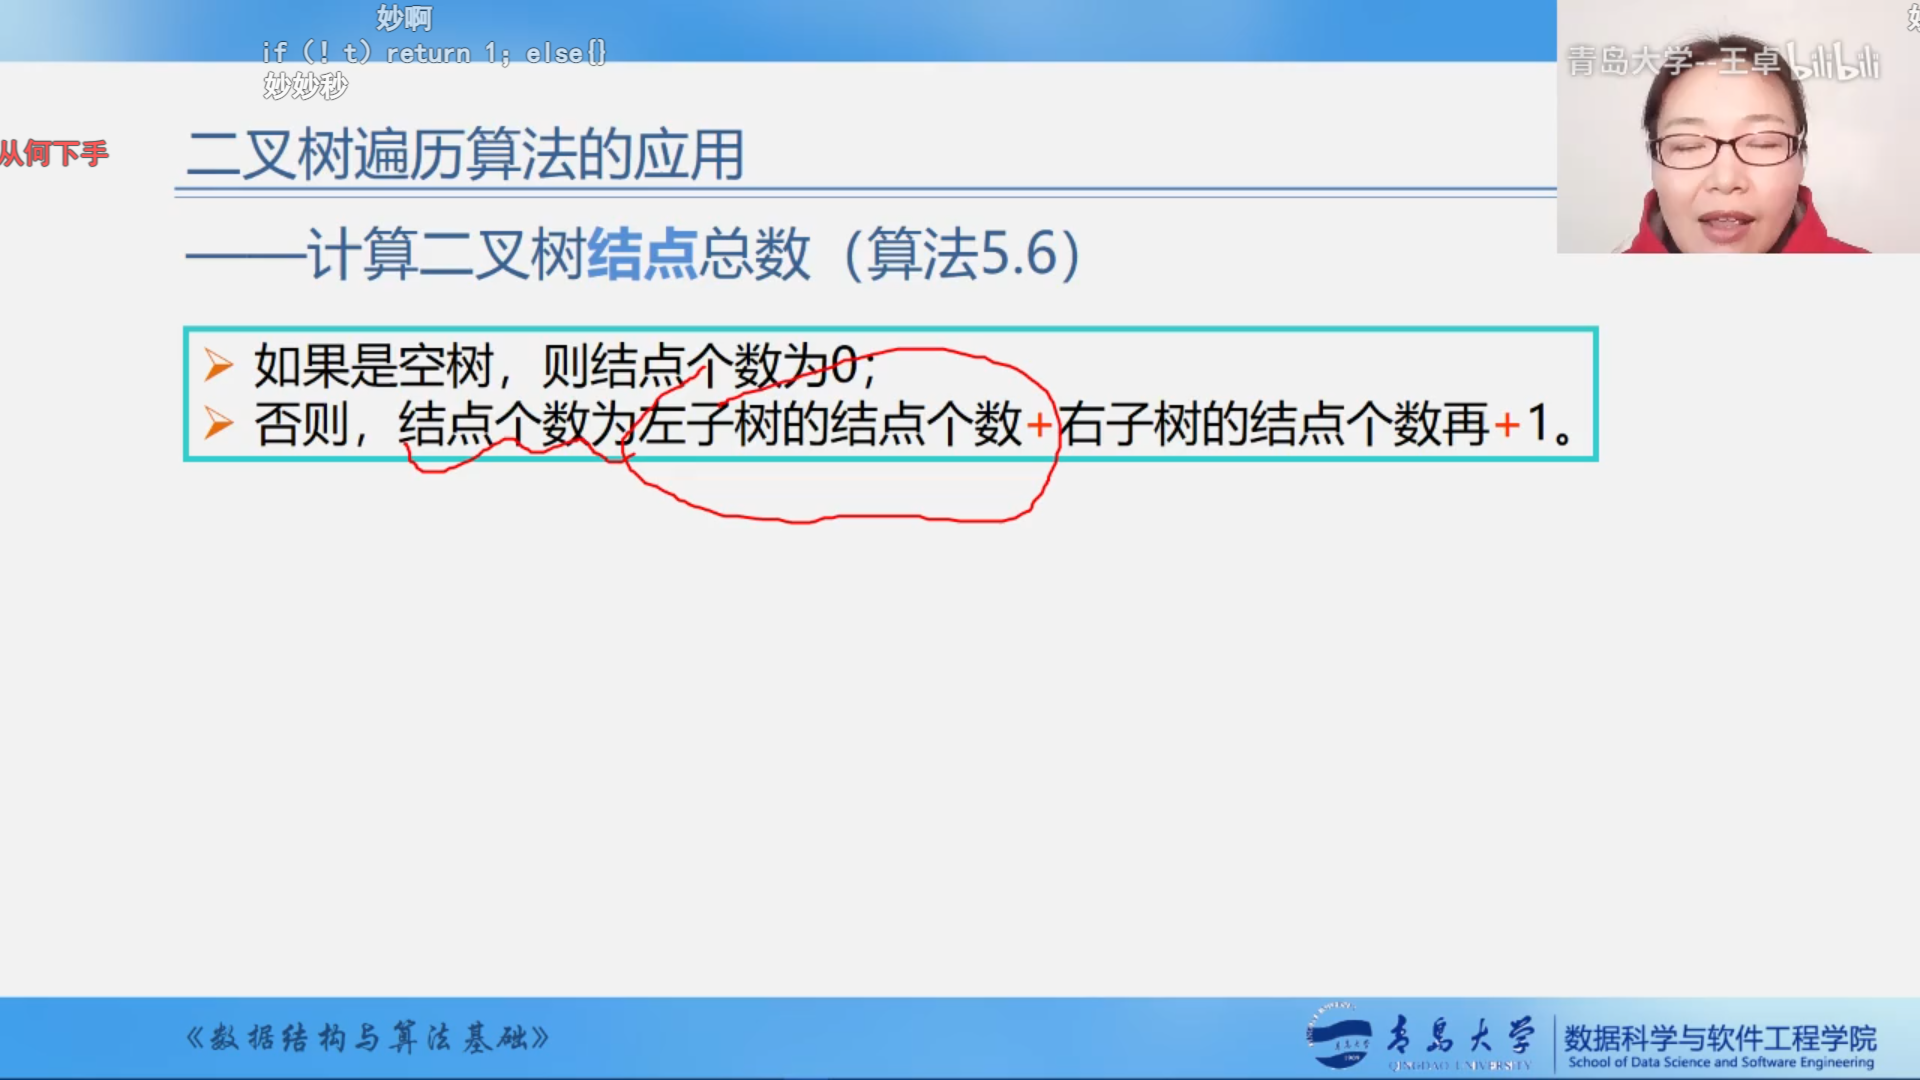 妙啊
if（！t）return 1；else{}
妙妙秒
青岛大学--王卓 bilibili
从何下手
二叉树遍历算法的应用
——计算二叉树结点总数（算法5.6）
如果是空树，则结点个数为0；
否则，结点个数为左子树的结点个数+右子树的结点个数再+1。
《数据结构与算法基础》
青岛大学
QINGDAO UNIVERSITY
数据科学与软件工程学院
School of Data Science and Software Engineering